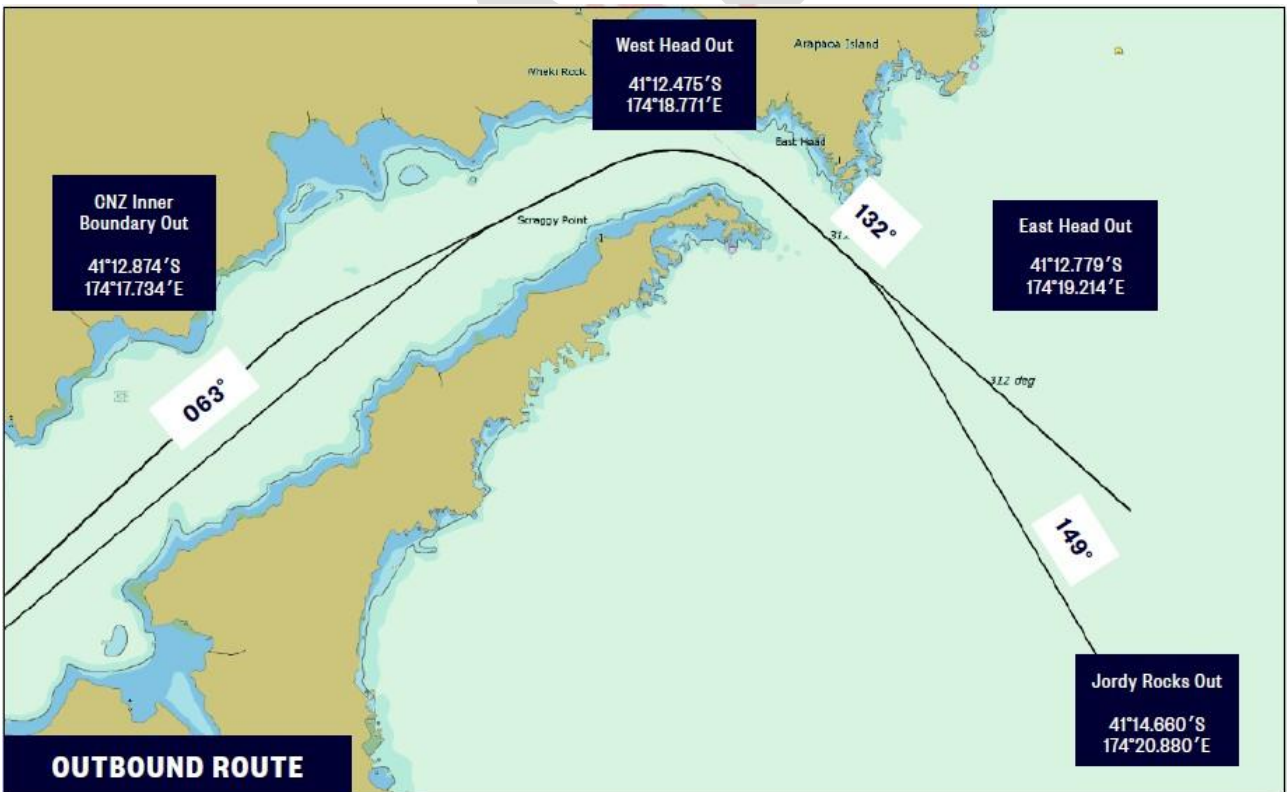 West Head Out
41°12.475′S
174°18.771′E
Arapaoa Island
Wheki Rock
East Head
CNZ Inner
Boundary Out
41°12.874′S
174°17.734′E
Scraggy Point
132°
East Head Out
41°12.779′S
174°19.214′E
063°
312 deg
149°
Jordy Rocks Out
41°14.660′S
174°20.880′E
OUTBOUND ROUTE